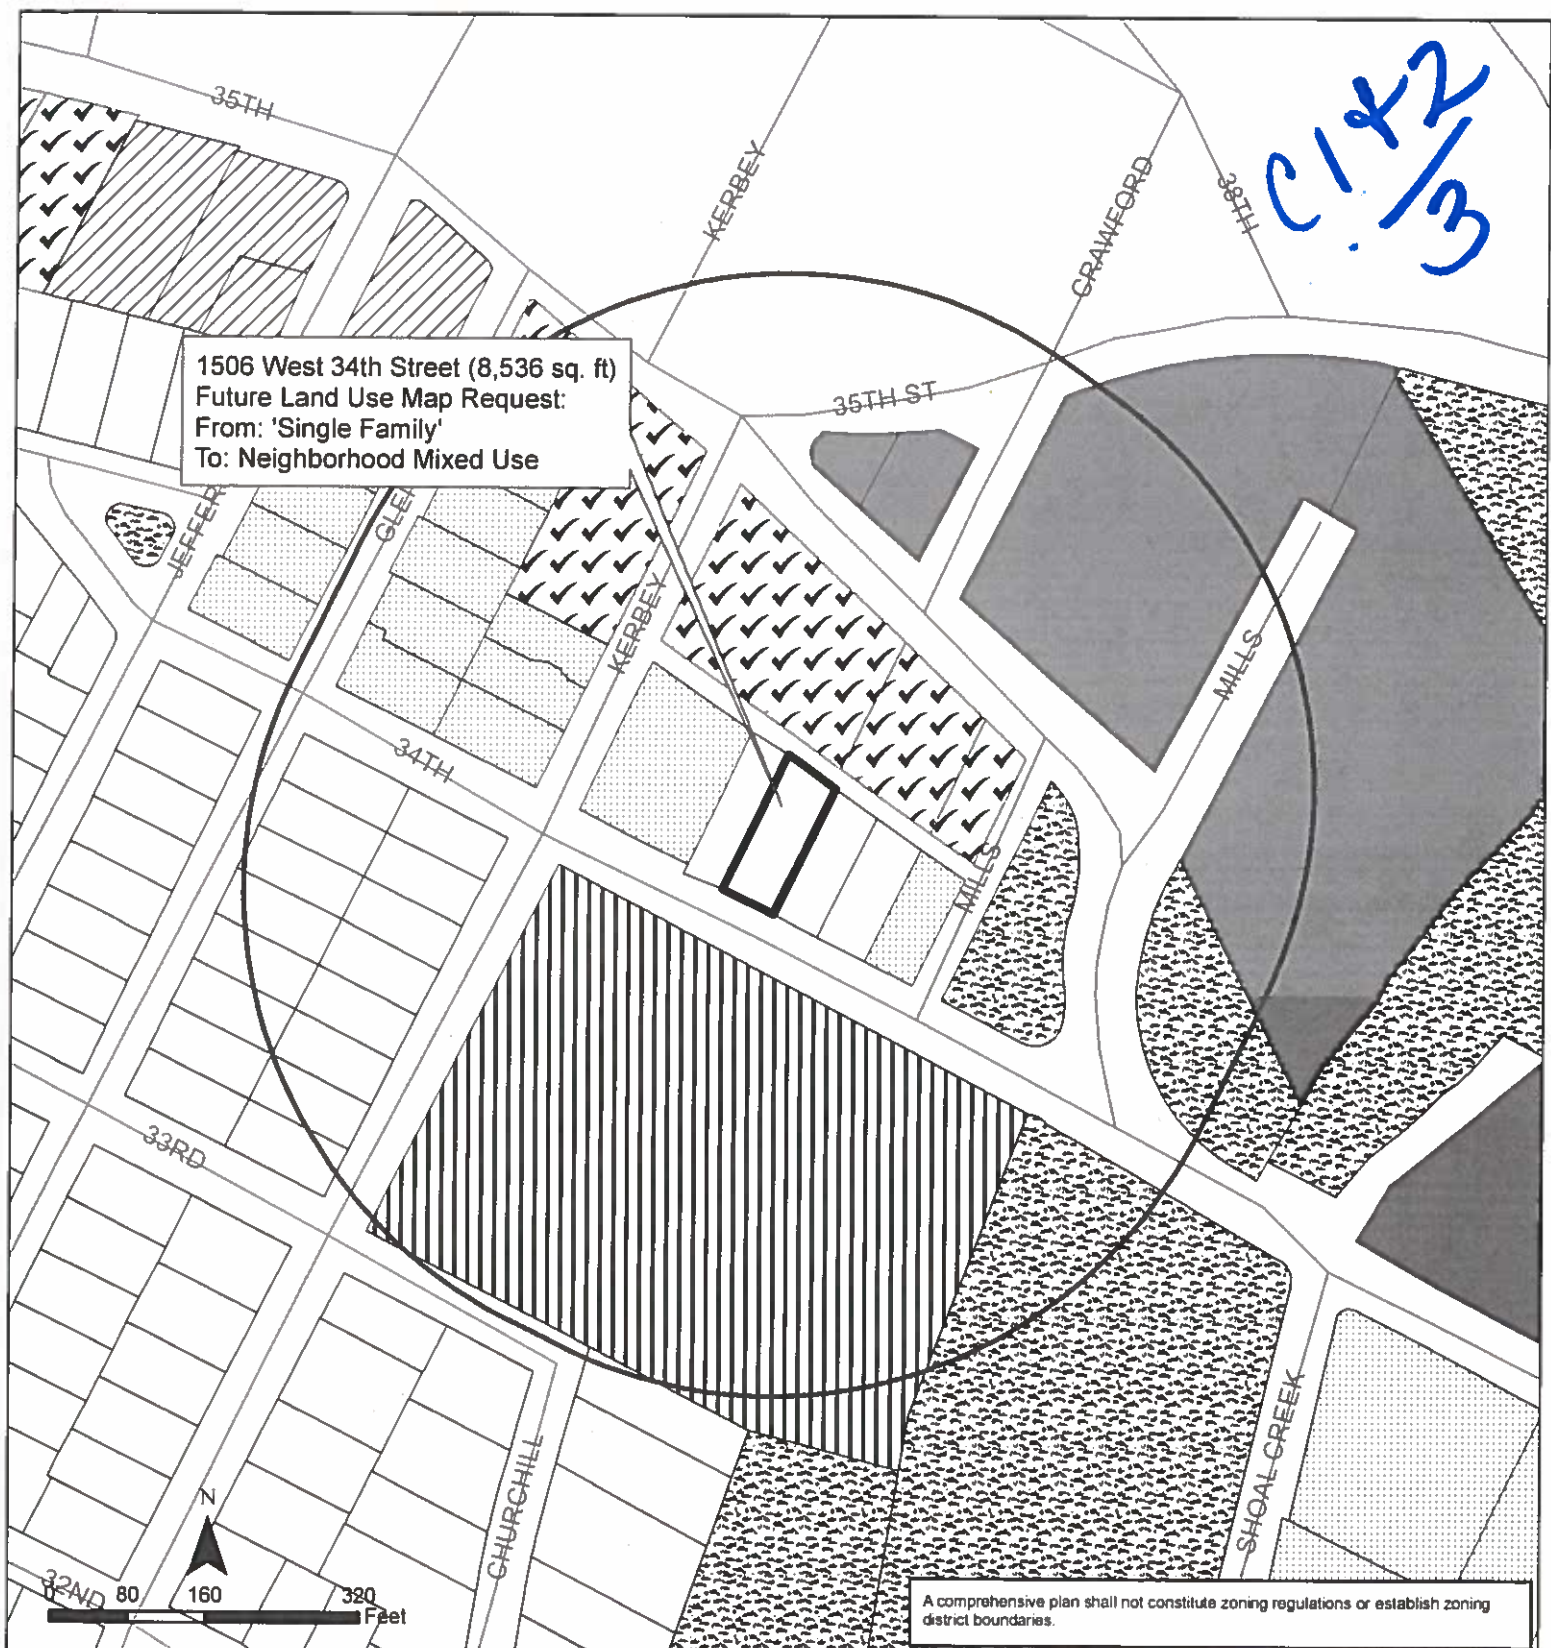 C1&2
/3
35TH
KERBEY
CRAWFORD
38TH
1506 West 34th Street (8,536 sq. ft)
Future Land Use Map Request:
From: 'Single Family'
To: Neighborhood Mixed Use
35TH ST
JEFFER
GLEN
KERBEY
MILLS
34TH
MILLS
33RD
SHOAL CREEK
CHURCHILL
N
32ND
0 80 160 320
Feet
A comprehensive plan shall not constitute zoning regulations or establish zoning
district boundaries.